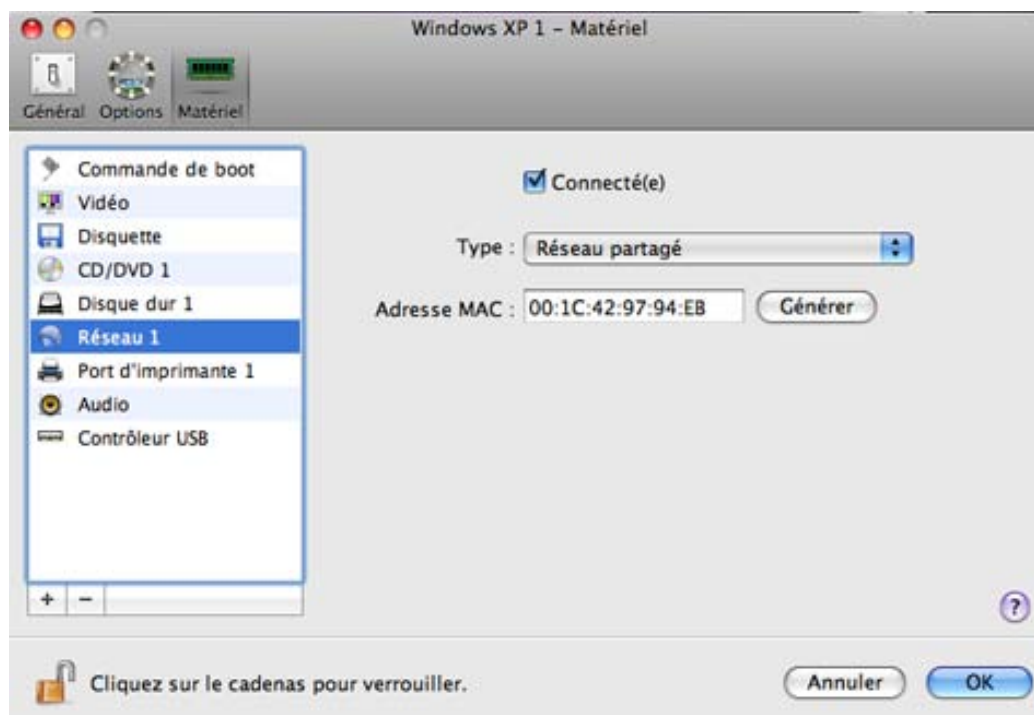 Windows XP 1 – Matériel
Général Options Matériel
Commande de boot
Vidéo
Disquette
CD/DVD 1
Disque dur 1
Réseau 1
Port d'imprimante 1
Audio
Contrôleur USB
+ −
Connecté(e)
Type : Réseau partagé
Adresse MAC : 00:1C:42:97:94:EB Générer
?
Cliquez sur le cadenas pour verrouiller.
Annuler OK